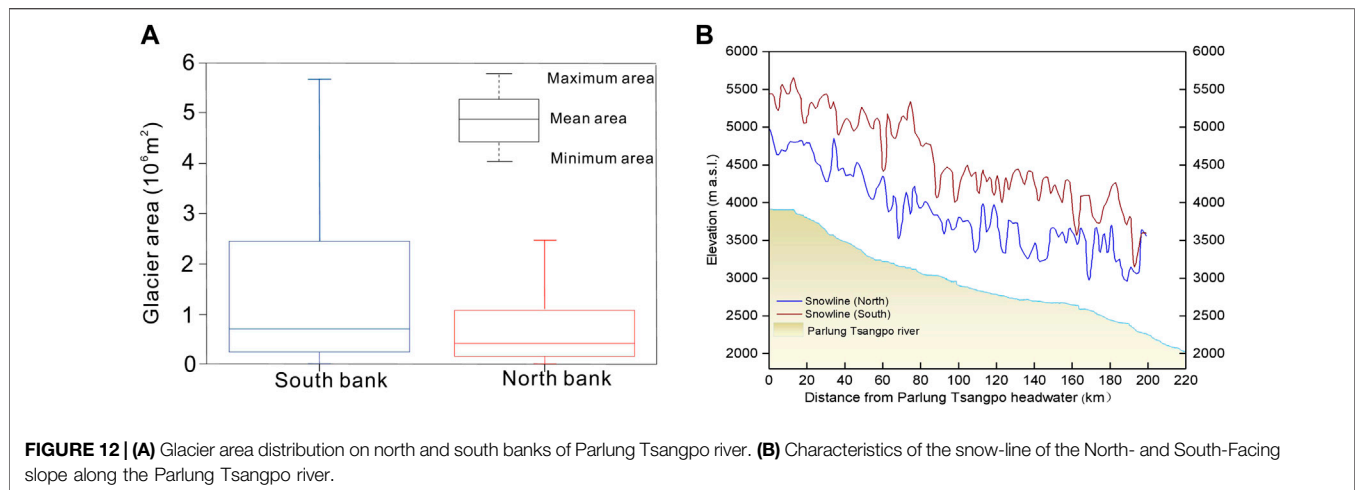 A
Glacier area (10⁶m²)
6
5
4
3
2
1
0
Maximum area
Mean area
Minimum area
South bank
North bank
B
Elevation (m a.s.l.)
6000
5500
5000
4500
4000
3500
3000
2500
2000
6000
5500
5000
4500
4000
3500
3000
2500
2000
Snowline (North)
Snowline (South)
Parlung Tsangpo river
0 20 40 60 80 100 120 140 160 180 200 220
Distance from Parlung Tsangpo headwater (km)
FIGURE 12 | (A) Glacier area distribution on north and south banks of Parlung Tsangpo river. (B) Characteristics of the snow-line of the North- and South-Facing
slope along the Parlung Tsangpo river.